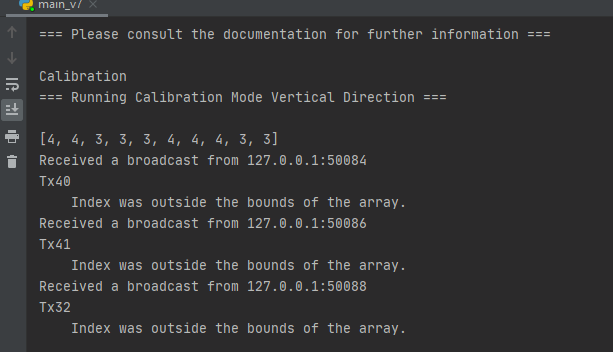 main_v7
=== Please consult the documentation for further information ===
Calibration
=== Running Calibration Mode Vertical Direction ===
[4, 4, 3, 3, 3, 4, 4, 4, 3, 3]
Received a broadcast from 127.0.0.1:50084
Tx40
Index was outside the bounds of the array.
Received a broadcast from 127.0.0.1:50086
Tx41
Index was outside the bounds of the array.
Received a broadcast from 127.0.0.1:50088
Tx32
Index was outside the bounds of the array.